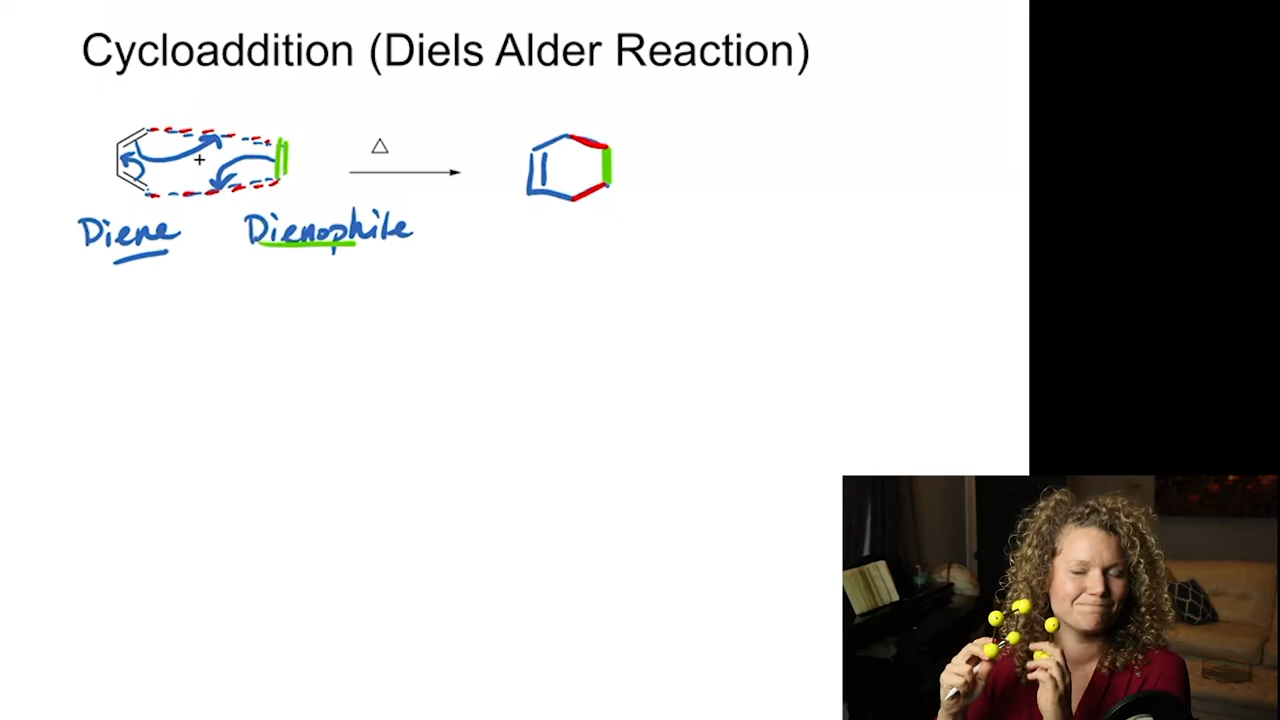 Cycloaddition (Diels Alder Reaction)
+
△
Diene
Dienophile